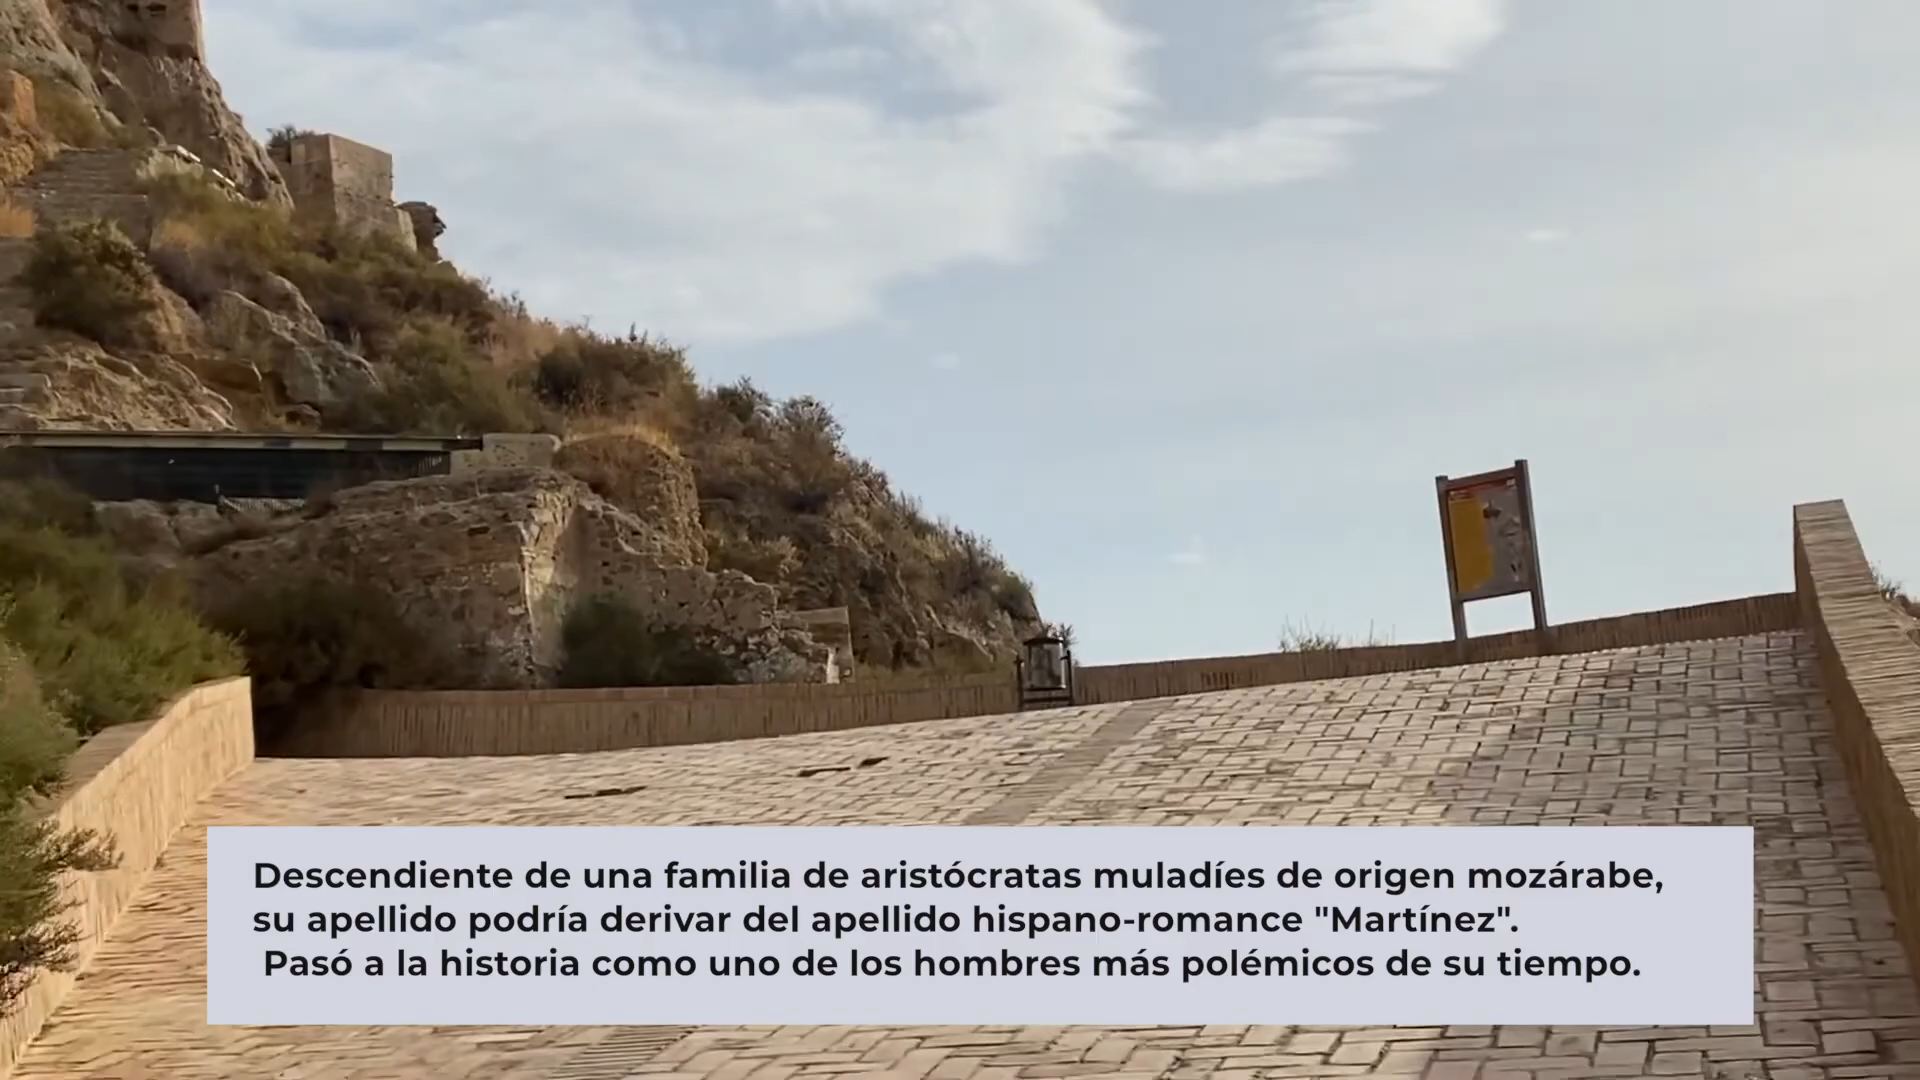 Descendiente de una familia de aristócratas muladíes de origen mozárabe,
su apellido podría derivar del apellido hispano-romance "Martínez".
Pasó a la historia como uno de los hombres más polémicos de su tiempo.